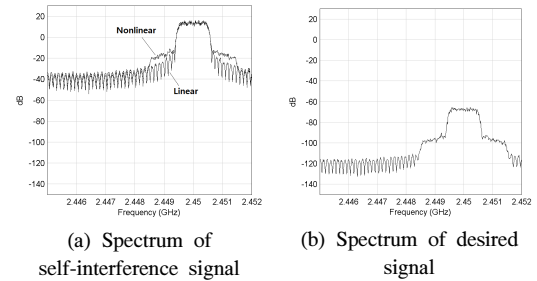 20
0
-20
-40
-60
-80
-100
-120
-140
dB
Nonlinear
Linear
2.446 2.447 2.448 2.449 2.45 2.451 2.452
Frequency (GHz)
(a) Spectrum of
self-interference signal
20
0
-20
-40
-60
-80
-100
-120
-140
dB
2.446 2.447 2.448 2.449 2.45 2.451 2.452
Frequency (GHz)
(b) Spectrum of desired
signal